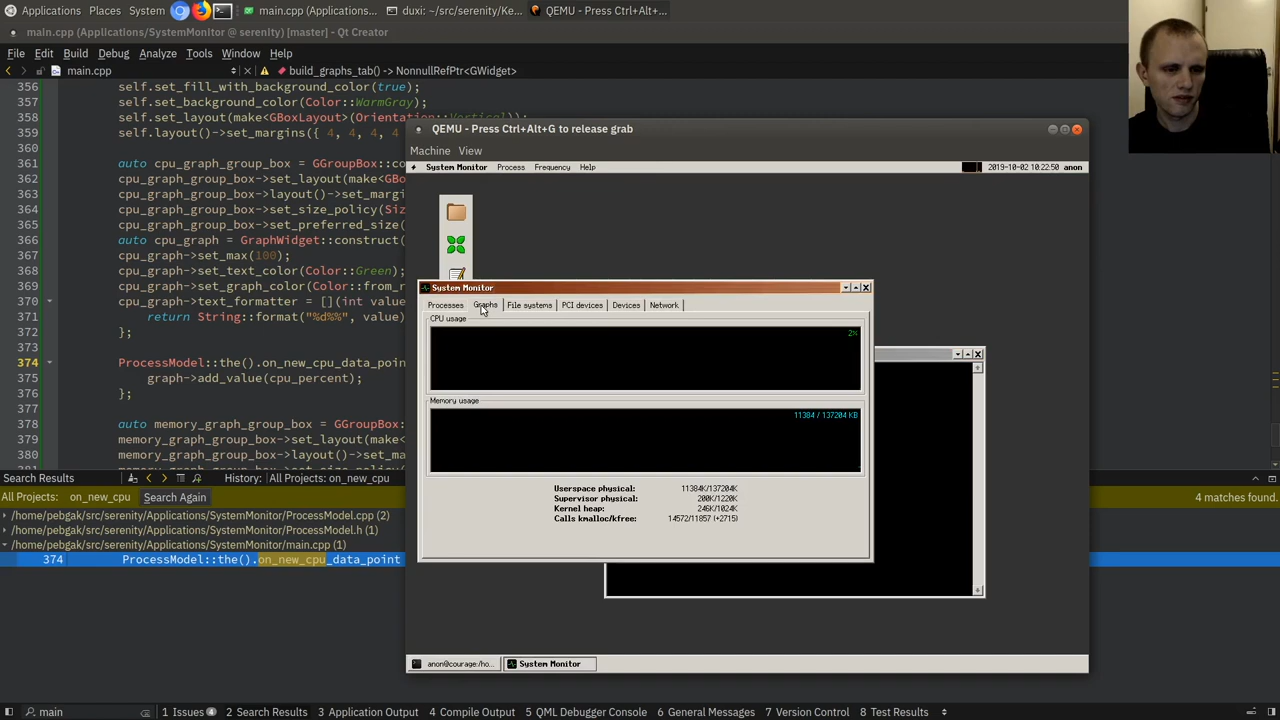 Applications Places System main.cpp (Applications... duxi: ~/src/serenity/Ke... QEMU - Press Ctrl+Alt+...
main.cpp (Applications/SystemMonitor @ serenity) [master] - Qt Creator
File Edit Build Debug Analyze Tools Window Help
main.cpp build_graphs_tab() -> NonnullRefPtr<GWidget>
356 self.set_fill_with_background_color(true);
357 self.set_background_color(Color::WarmGray);
358 self.set_layout(make<GBoxLayout>(Orientation::Vertical));
359 self.layout()->set_margins({ 4, 4, 4, 4
360
361 auto cpu_graph_group_box = GGroupBox::co
362 cpu_graph_group_box->set_layout(make<GBo
363 cpu_graph_group_box->layout()->set_margi
364 cpu_graph_group_box->set_size_policy(Siz
365 cpu_graph_group_box->set_preferred_size(
366 auto cpu_graph = GraphWidget::construct(
367 cpu_graph->set_max(100);
368 cpu_graph->set_text_color(Color::Green);
369 cpu_graph->set_graph_color(Color::from_r
370 cpu_graph->text_formatter = [](int value
371 return String::format("%d%%", value)
372 };
373
374 ProcessModel::the().on_new_cpu_data_poin
375 graph->add_value(cpu_percent);
376 };
377
378 auto memory_graph_group_box = GGroupBox:
379 memory_graph_group_box->set_layout(make<
380 memory_graph_group_box->layout()->set_ma
QEMU - Press Ctrl+Alt+G to release grab
Machine View
System Monitor Process Frequency Help 2019-10-02 10:22:50 anon
System Monitor
Processes Graphs File systems PCI devices Devices Network
CPU usage
2%
Memory usage
11384 / 137204 KB
Userspace physical: 11384K/137204K
Supervisor physical: 200K/1220K
Kernel heap: 246K/1024K
Calls kmalloc/kfree: 14572/11857 (+2715)
anon@courage:/ho... System Monitor
Search Results History: All Projects: on_new_cpu
All Projects: on_new_cpu Search Again 4 matches found.
/home/pebgak/src/serenity/Applications/SystemMonitor/ProcessModel.cpp (2)
/home/pebgak/src/serenity/Applications/SystemMonitor/ProcessModel.h (1)
/home/pebgak/src/serenity/Applications/SystemMonitor/main.cpp (1)
374 ProcessModel::the().on_new_cpu_data_point
main 1 Issues 4 2 Search Results 3 Application Output 4 Compile Output 5 QML Debugger Console 6 General Messages 7 Version Control 8 Test Results